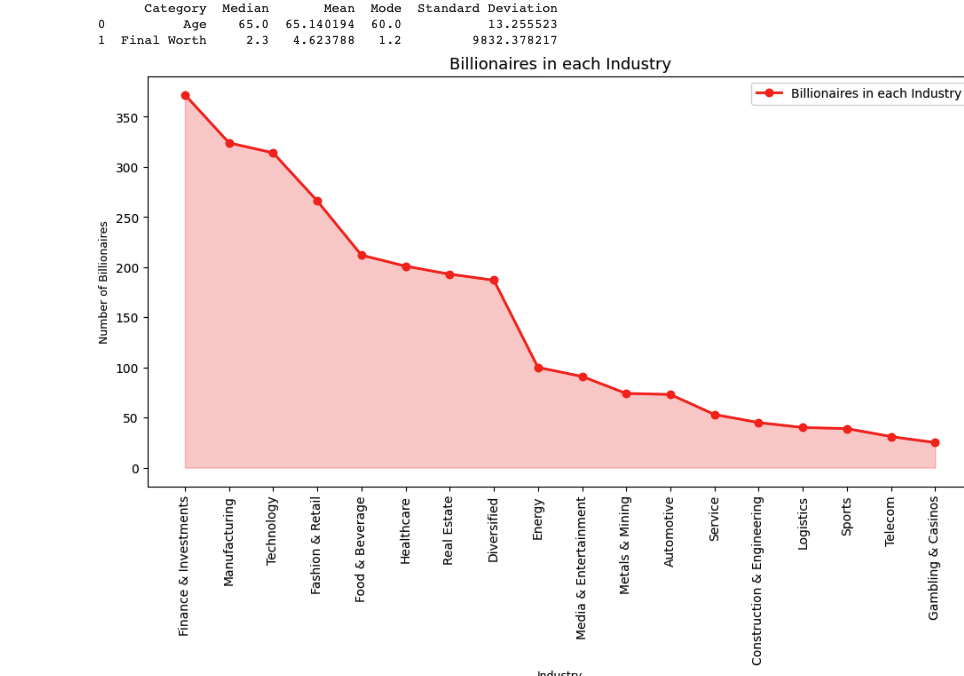 Category Median Mean Mode Standard Deviation
0 Age 65.0 65.140194 60.0 13.255523
1 Final Worth 2.3 4.623788 1.2 9832.378217
Billionaires in each Industry
Billionaires in each Industry
350
300
250
200
150
100
50
0
Number of Billionaires
Finance & Investments
Manufacturing
Technology
Fashion & Retail
Food & Beverage
Healthcare
Real Estate
Diversified
Energy
Media & Entertainment
Metals & Mining
Automotive
Service
Construction & Engineering
Logistics
Sports
Telecom
Gambling & Casinos
Industry